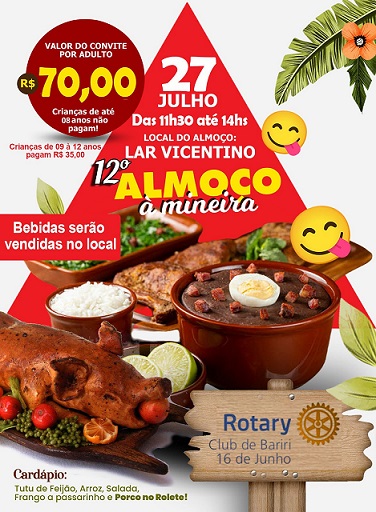 VALOR DO CONVITE
POR ADULTO
R$ 70,00
Crianças de até
08 anos não
pagam!
Crianças de 09 à 12 anos
pagam R$ 35,00
27
JULHO
Das 11h30 até 14hs
LOCAL DO ALMOÇO:
LAR VICENTINO
12º
ALMOÇO
à mineira
Bebidas serão
vendidas no local
Rotary
Club de Bariri
16 de Junho
Cardápio:
Tutu de Feijão, Arroz, Salada,
Frango a passarinho e Porco no Rolete!